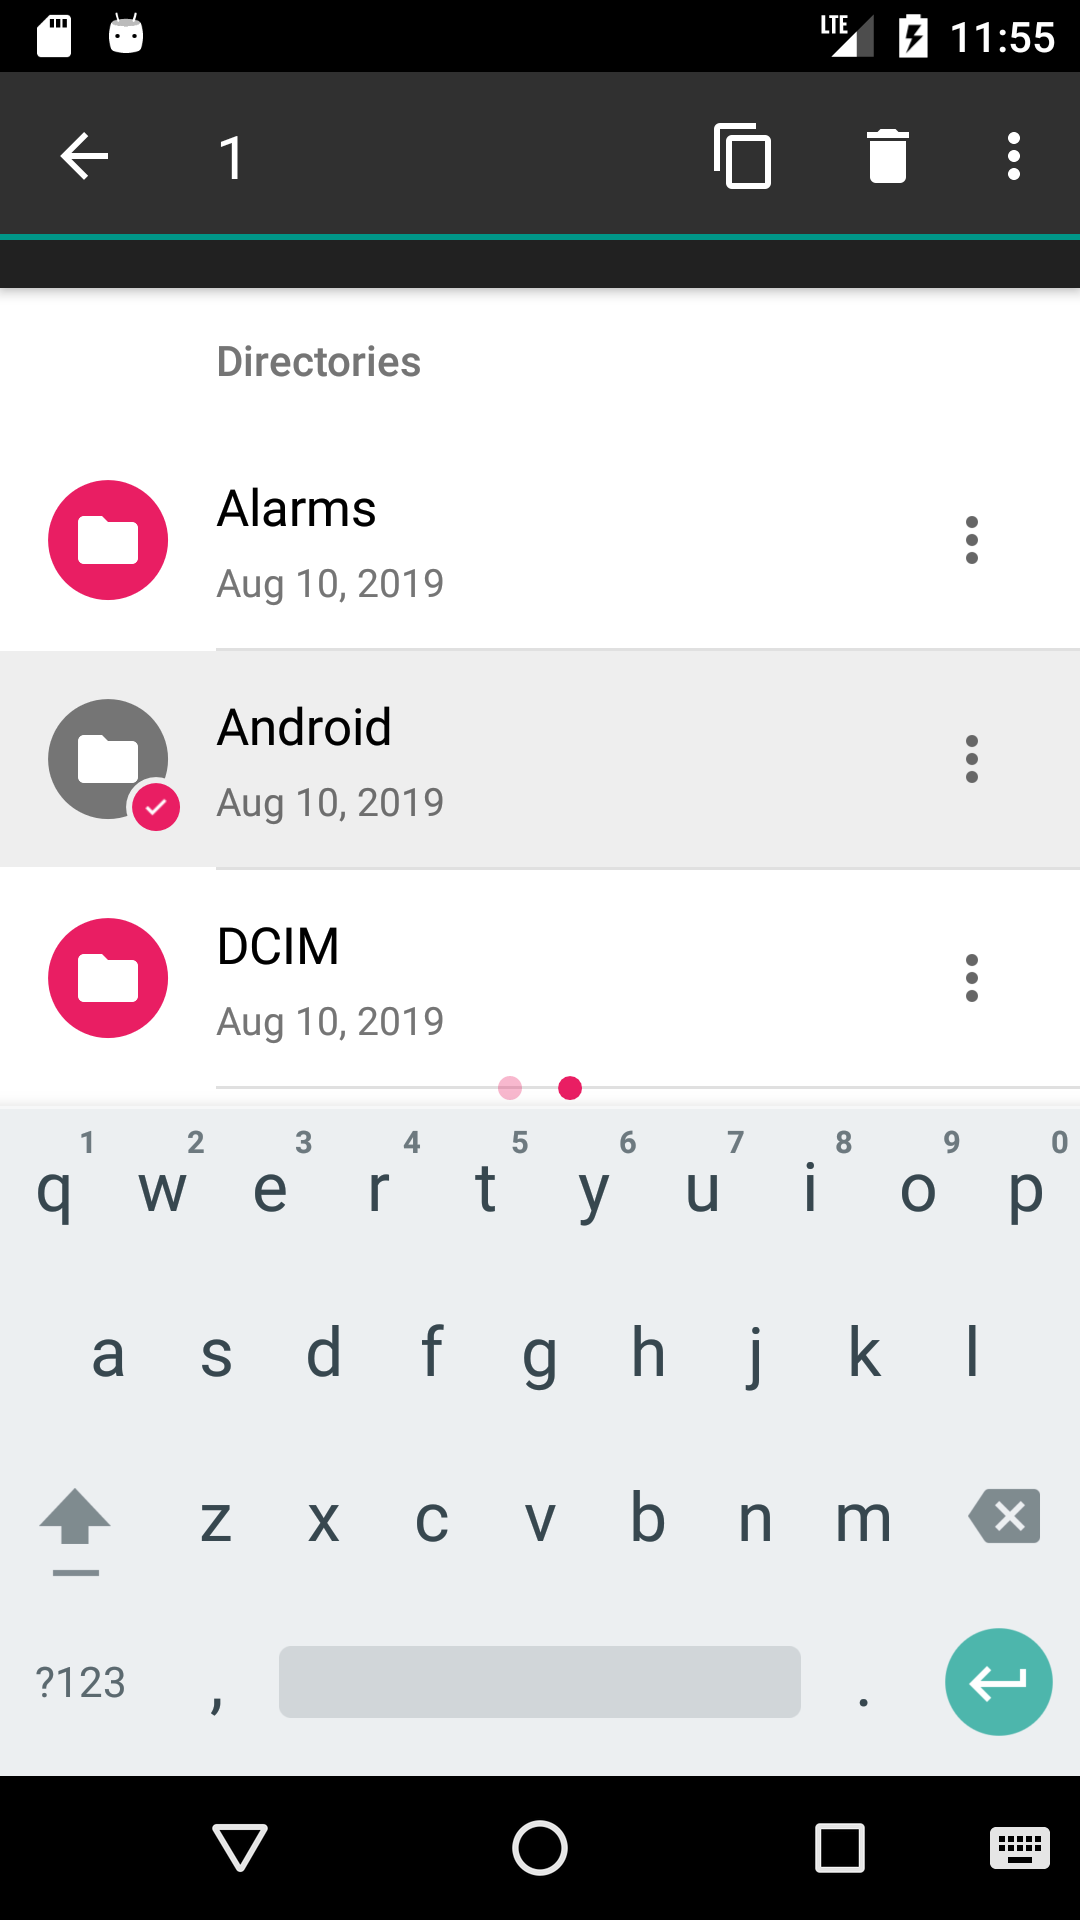 LTE 11:55
1
Directories
Alarms
Aug 10, 2019
Android
Aug 10, 2019
DCIM
Aug 10, 2019
1 2 3 4 5 6 7 8 9 0
q w e r t y u i o p
a s d f g h j k l
z x c v b n m
?123 , .